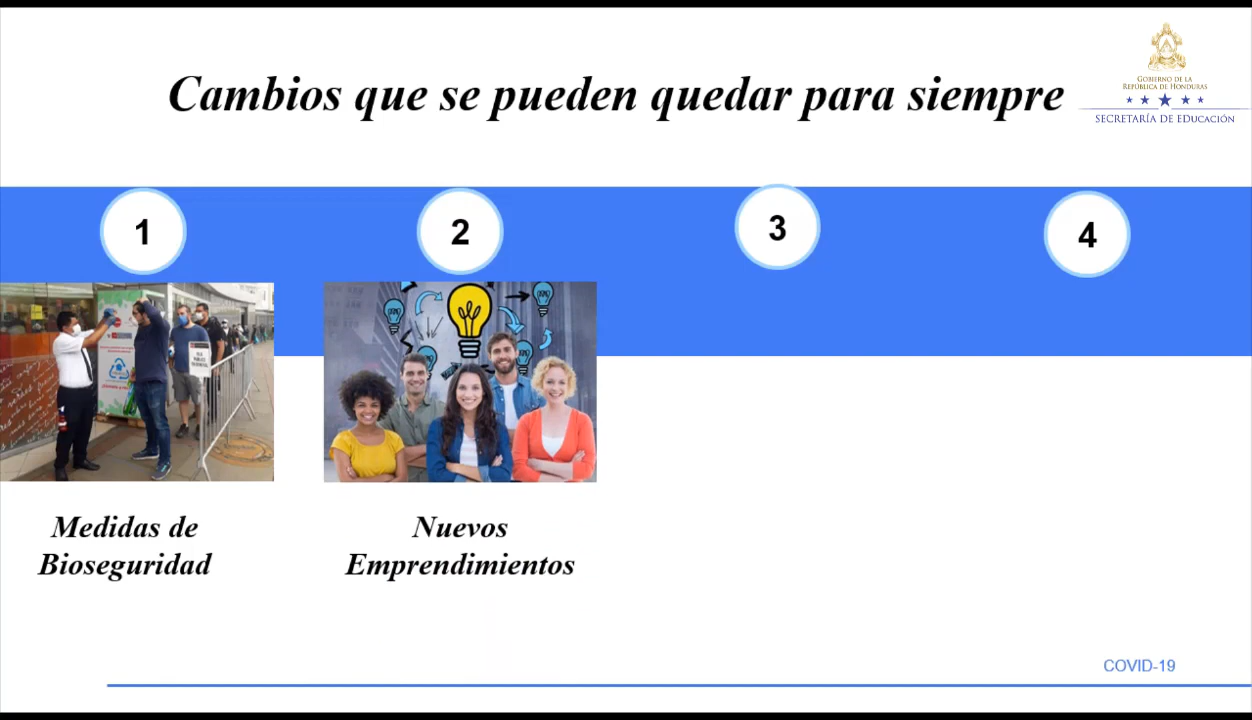 Cambios que se pueden quedar para siempre
GOBIERNO DE LA
REPÚBLICA DE HONDURAS
SECRETARÍA DE EDUCACIÓN
1
2
3
4
Medidas de
Bioseguridad
Nuevos
Emprendimientos
COVID-19